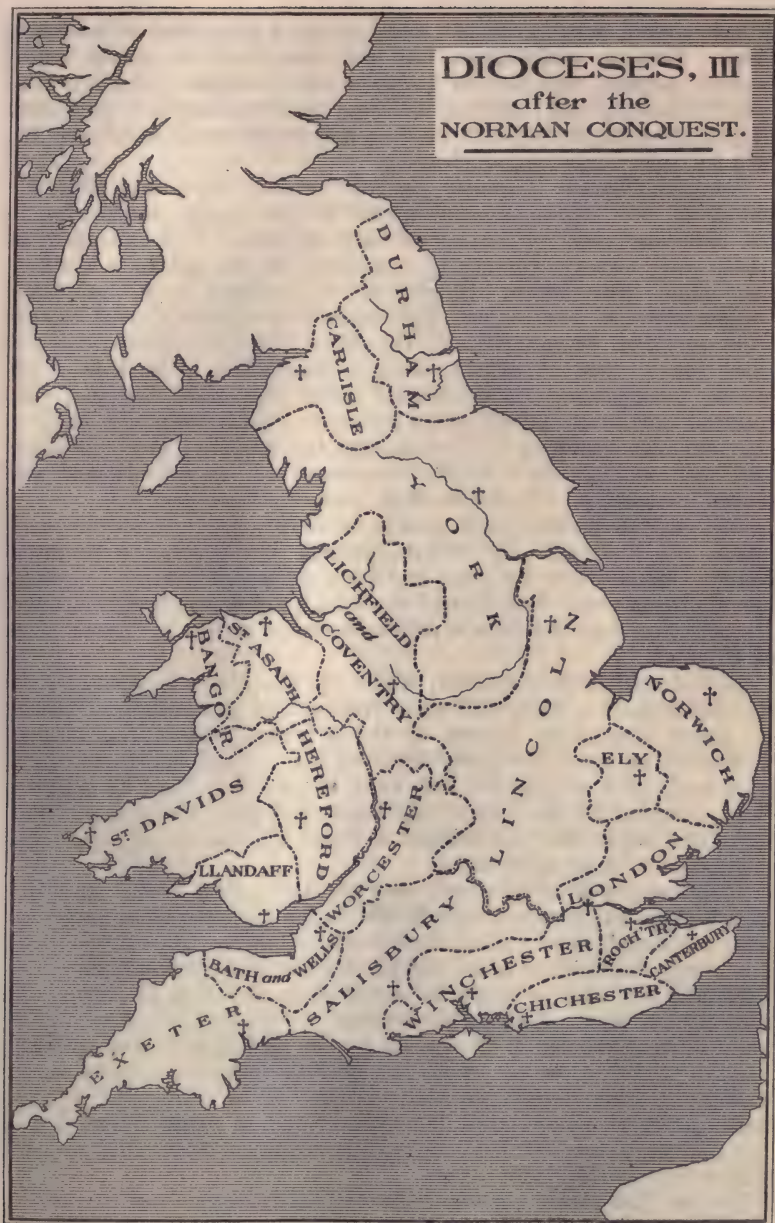 DIOCESES, III
after the
NORMAN CONQUEST.
DURHAM
CARLISLE
YORK
LICHFIELD
and
COVENTRY
LINCOLN
BANGOR
ST ASAPH
NORWICH
ELY
HEREFORD
ST DAVIDS
WORCESTER
LLANDAFF
LONDON
BATH and WELLS
SALISBURY
WINCHESTER
ROCH'TR
CANTERBURY
CHICHESTER
EXETER